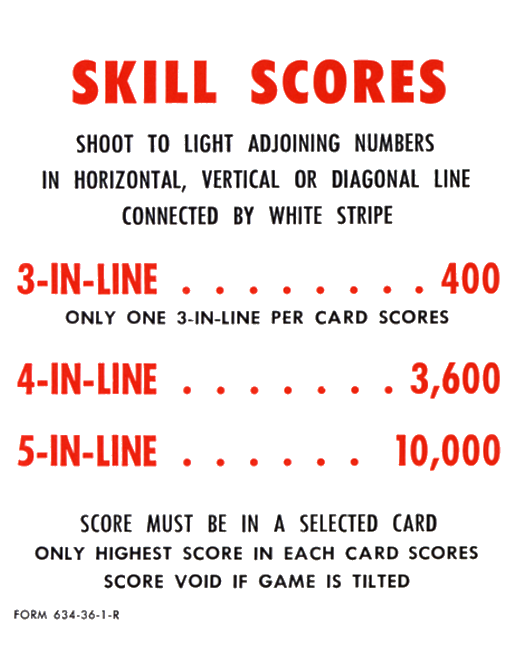 SKILL SCORES
SHOOT TO LIGHT ADJOINING NUMBERS
IN HORIZONTAL, VERTICAL OR DIAGONAL LINE
CONNECTED BY WHITE STRIPE
3-IN-LINE . . . . . . . . 400
ONLY ONE 3-IN-LINE PER CARD SCORES
4-IN-LINE . . . . . . . 3,600
5-IN-LINE . . . . . . 10,000
SCORE MUST BE IN A SELECTED CARD
ONLY HIGHEST SCORE IN EACH CARD SCORES
SCORE VOID IF GAME IS TILTED
FORM 634-36-1-R